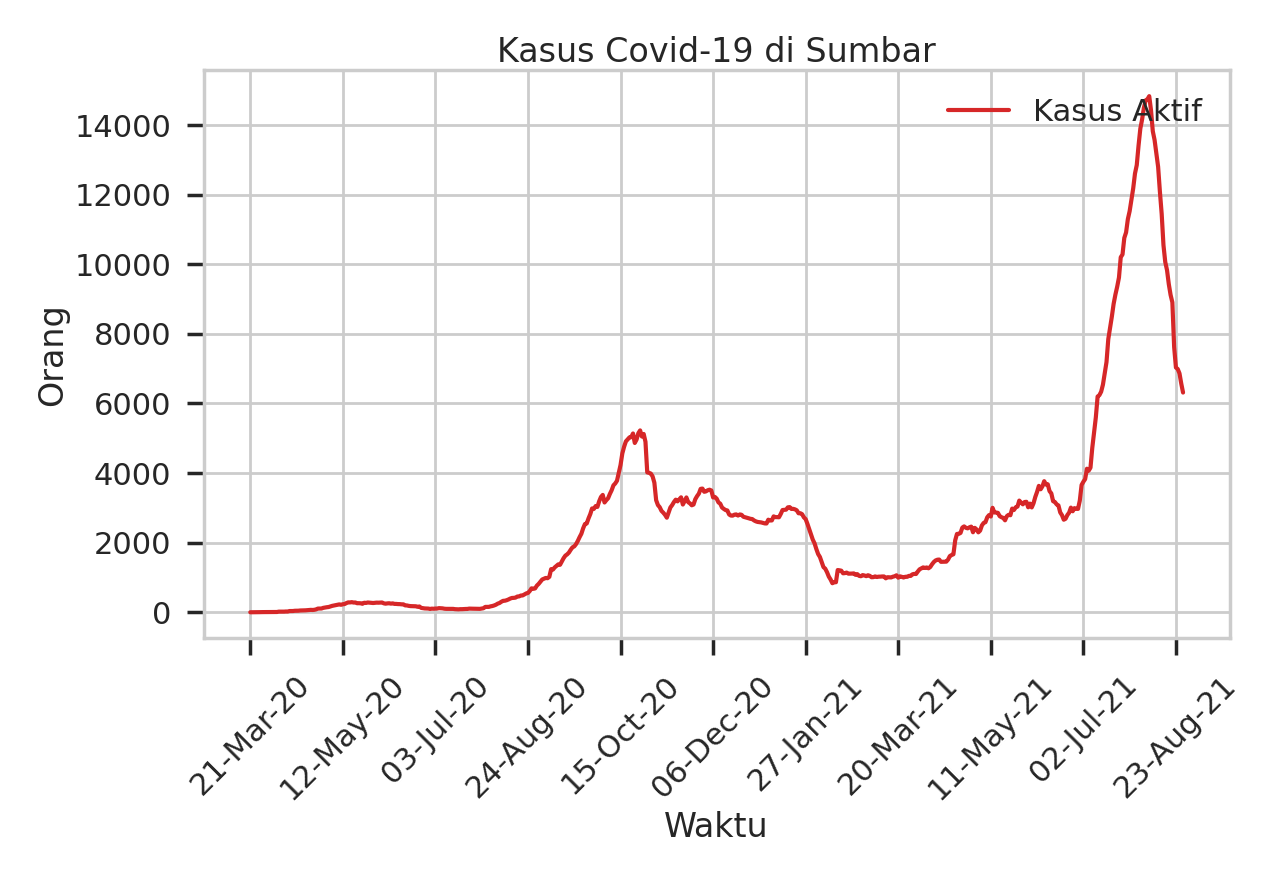 Kasus Covid-19 di Sumbar
Kasus Aktif
Orang
14000
12000
10000
8000
6000
4000
2000
0
21-Mar-20
12-May-20
03-Jul-20
24-Aug-20
15-Oct-20
06-Dec-20
27-Jan-21
20-Mar-21
11-May-21
02-Jul-21
23-Aug-21
Waktu